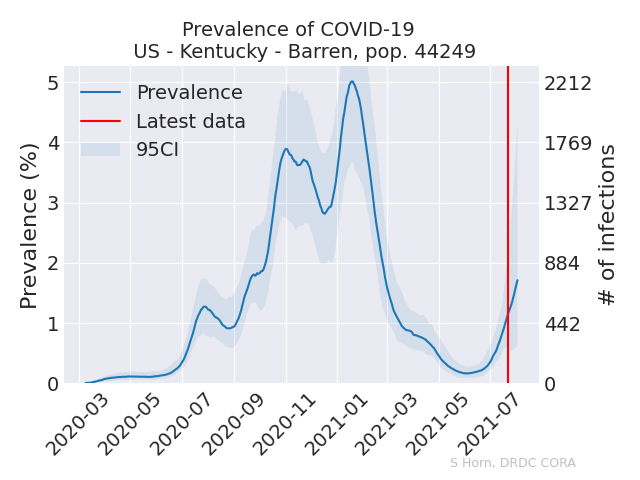 Prevalence of COVID-19
US - Kentucky - Barren, pop. 44249
Prevalence (%)
5
4
3
2
1
0
Prevalence
Latest data
95CI
2212
1769
1327
884
442
0
# of infections
2020-03
2020-05
2020-07
2020-09
2020-11
2021-01
2021-03
2021-05
2021-07
S Horn, DRDC CORA